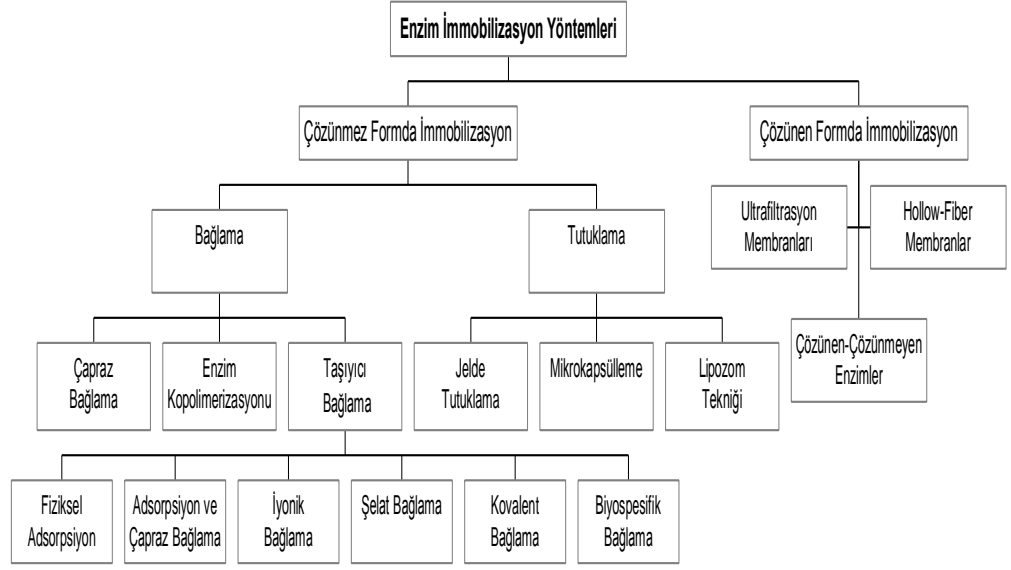 Enzim İmmobilizasyon Yöntemleri
Çözünmez Formda İmmobilizasyon
Çözünen Formda İmmobilizasyon
Bağlama
Tutuklama
Ultrafiltrasyon
Membranları
Hollow-Fiber
Membranlar
Çapraz
Bağlama
Enzim
Kopolimerizasyonu
Taşıyıcı
Bağlama
Jelde
Tutuklama
Mikrokapsülleme
Lipozom
Tekniği
Çözünen-Çözünmeyen
Enzimler
Fiziksel
Adsorpsiyon
Adsorpsiyon ve
Çapraz Bağlama
İyonik
Bağlama
Şelat Bağlama
Kovalent
Bağlama
Biyospesifik
Bağlama